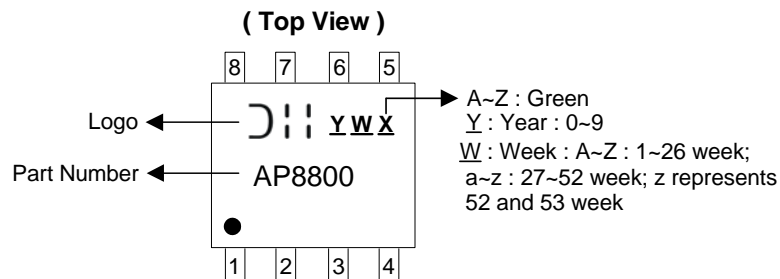 ( Top View )
8 7 6 5
Logo
Y W X
A~Z : Green
Y : Year : 0~9
W : Week : A~Z : 1~26 week;
a~z : 27~52 week; z represents
52 and 53 week
Part Number
AP8800
1 2 3 4